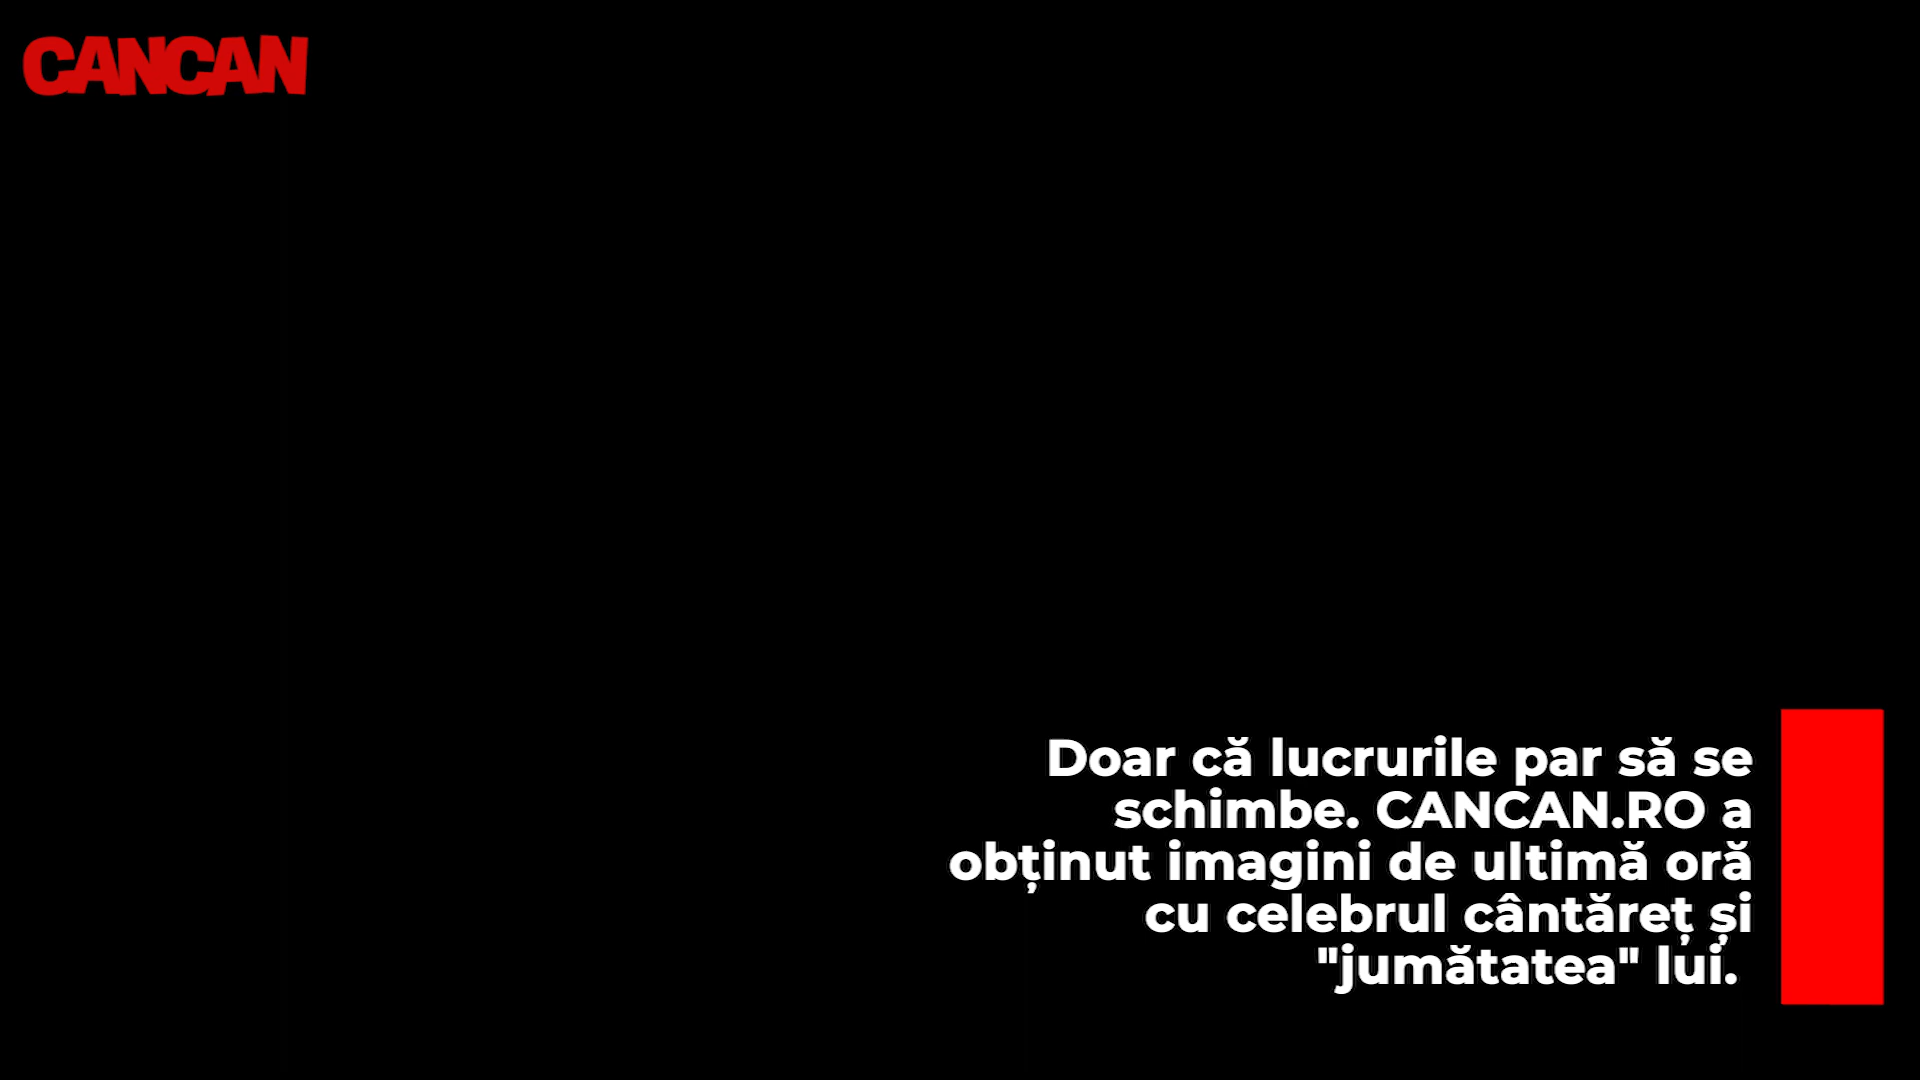 CANCAN
Doar că lucrurile par să se
schimbe. CANCAN.RO a
obținut imagini de ultimă oră
cu celebrul cântăreț și
"jumătatea" lui.